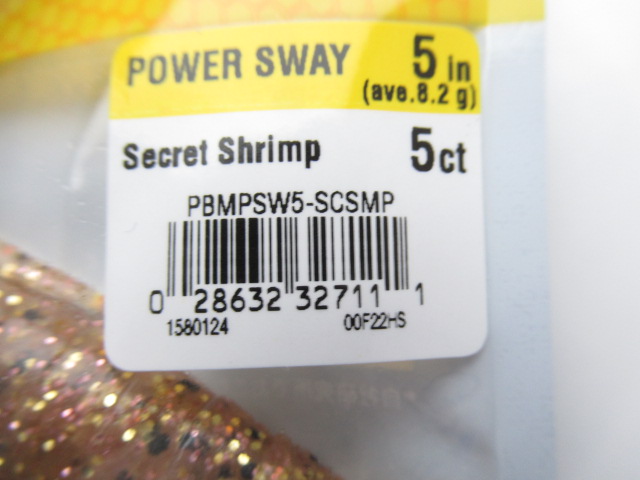 POWER SWAY 5 in
(ave.8.2 g)
Secret Shrimp 5ct
PBMPSW5-SCSMP
0 28632 32711 1
1580124 00F22HS